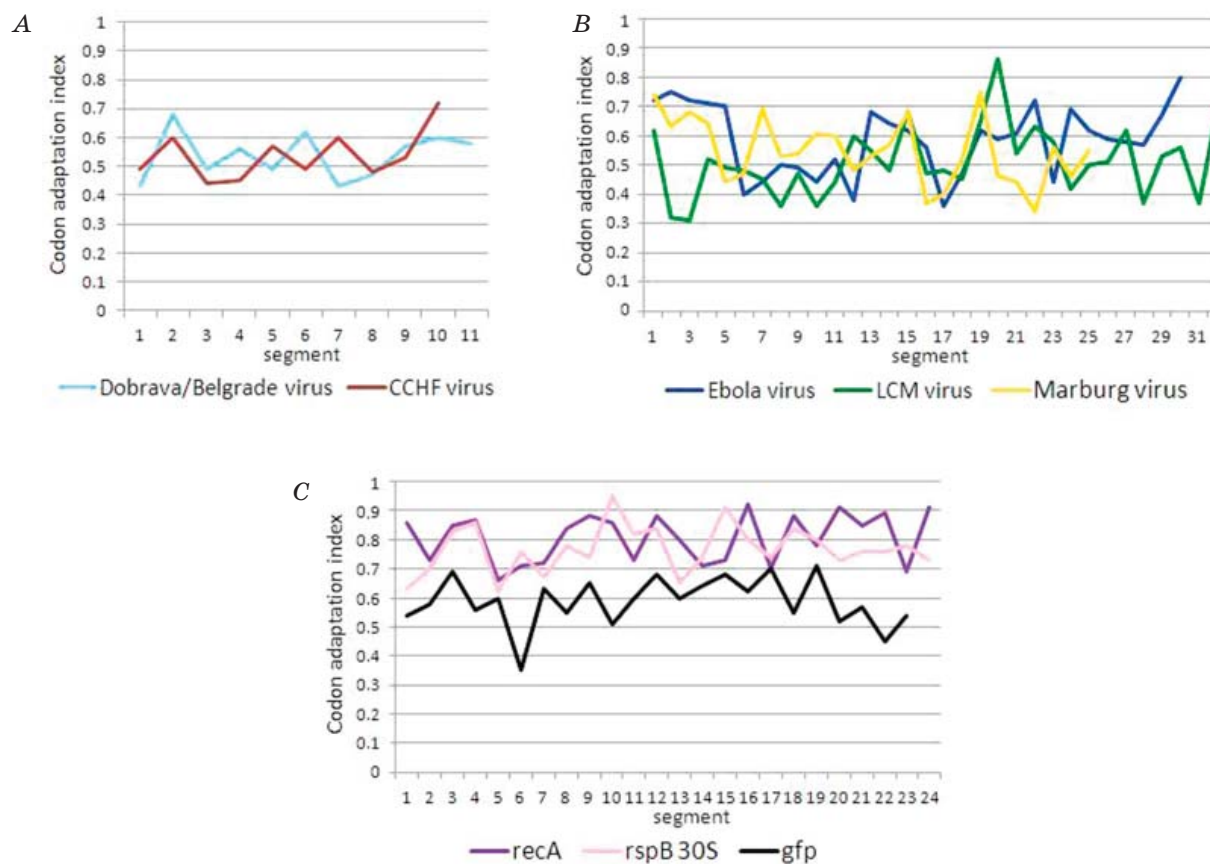 A
Codon adaptation index
1
0,9
0.8
0.7
0.6
0.5
0.4
0.3
0.2
0.1
0
1 2 3 4 5 6 7 8 9 10 11
segment
Dobrava/Belgrade virus CCHF virus
B
Codon adaptation index
1
0,9
0.8
0.7
0.6
0.5
0.4
0.3
0.2
0.1
0
1 3 5 7 9 11 13 15 17 19 21 23 25 27 29 31
segment
Ebola virus LCM virus Marburg virus
C
Codon adaptation index
1
0,9
0.8
0.7
0.6
0.5
0.4
0.3
0.2
0.1
0
1 2 3 4 5 6 7 8 9 10 11 12 13 14 15 16 17 18 19 20 21 22 23 24
segment
recA rspB 30S gfp